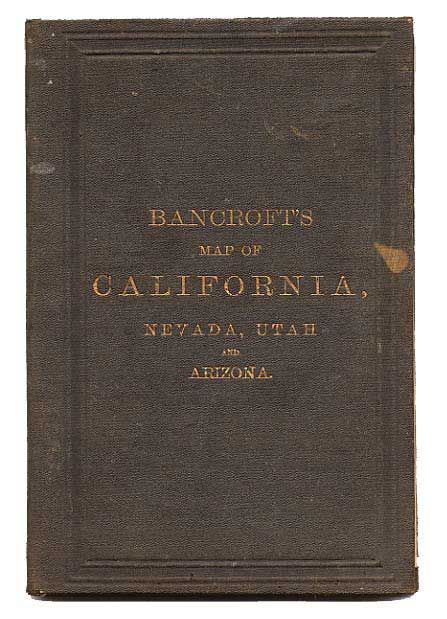 BANCROFT'S
MAP OF
CALIFORNIA,
NEVADA, UTAH
AND
ARIZONA.